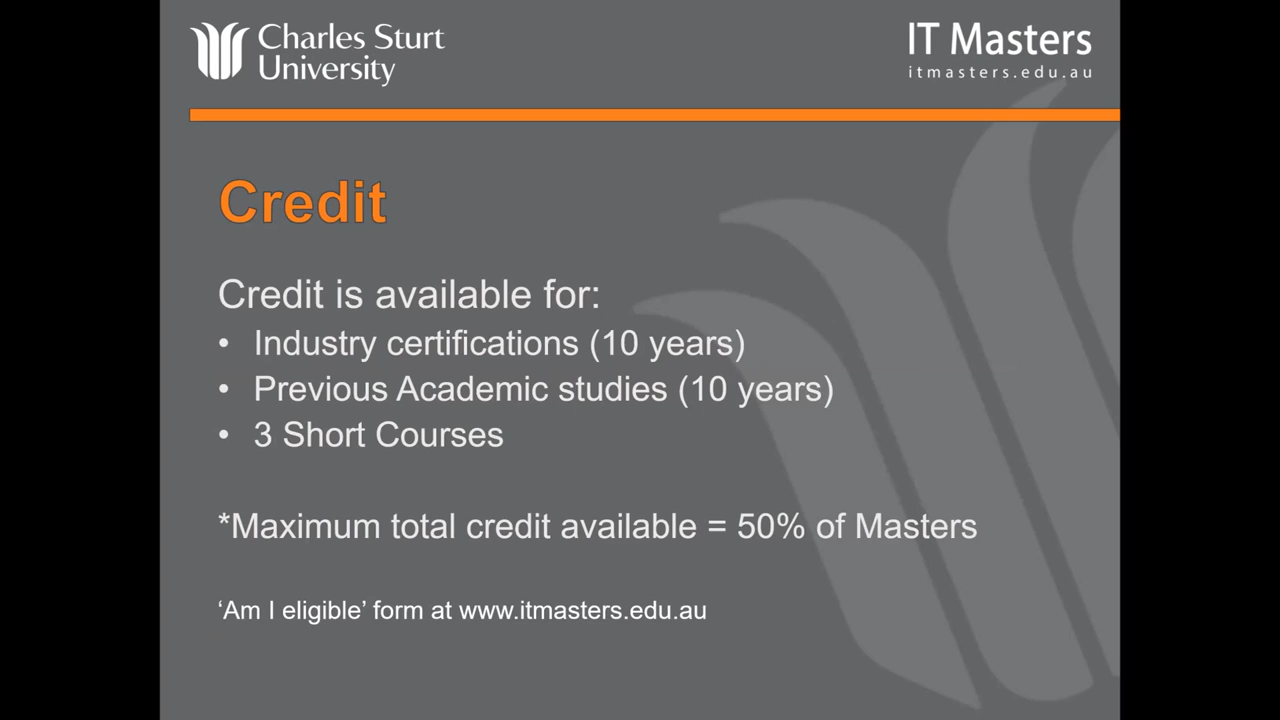 Charles Sturt
University
IT Masters
itmasters.edu.au
Credit
Credit is available for:
• Industry certifications (10 years)
• Previous Academic studies (10 years)
• 3 Short Courses
*Maximum total credit available = 50% of Masters
‘Am I eligible’ form at www.itmasters.edu.au